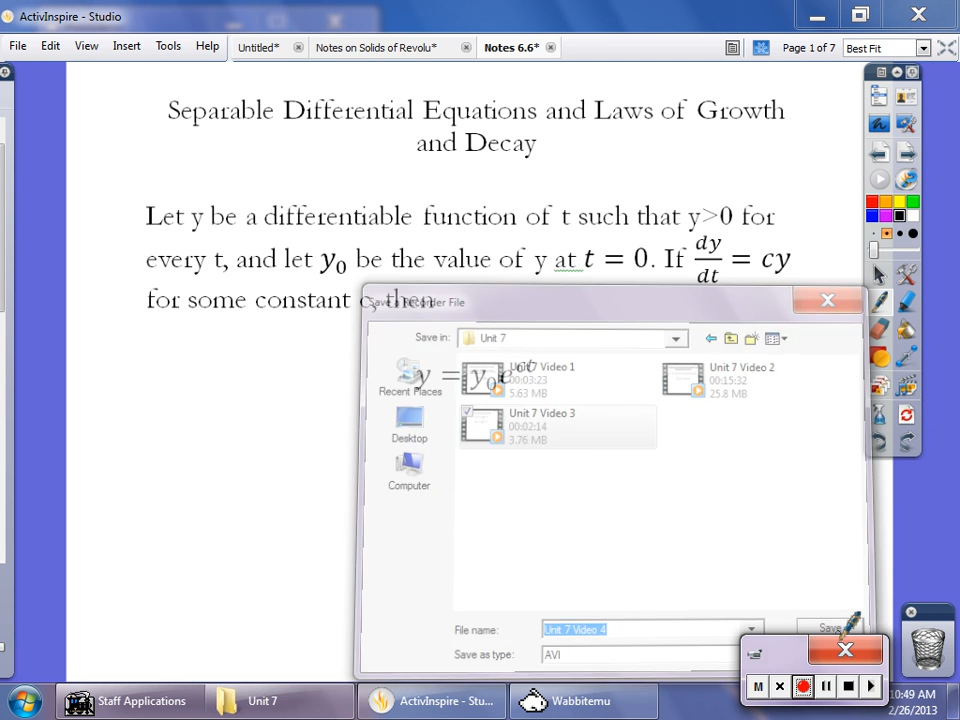 ActivInspire - Studio
File Edit View Insert Tools Help Untitled* Notes on Solids of Revolu* Notes 6.6* Page 1 of 7 Best Fit
Separable Differential Equations and Laws of Growth
and Decay
Let y be a differentiable function of t such that y>0 for
every t, and let y₀ be the value of y at t = 0. If dy/dt = cy
for some constant c, then
y = y₀e^ct
Save a Recorder File
Save in: Unit 7
Recent Places
Desktop
Computer
Unit 7 Video 1
00:03:23
5.63 MB
Unit 7 Video 2
00:15:32
25.8 MB
Unit 7 Video 3
00:02:14
3.76 MB
File name: Unit 7 Video 4 Save
Save as type: AVI
M
Staff Applications Unit 7 ActivInspire - Stu... Wabbitemu
10:49 AM
2/26/2013